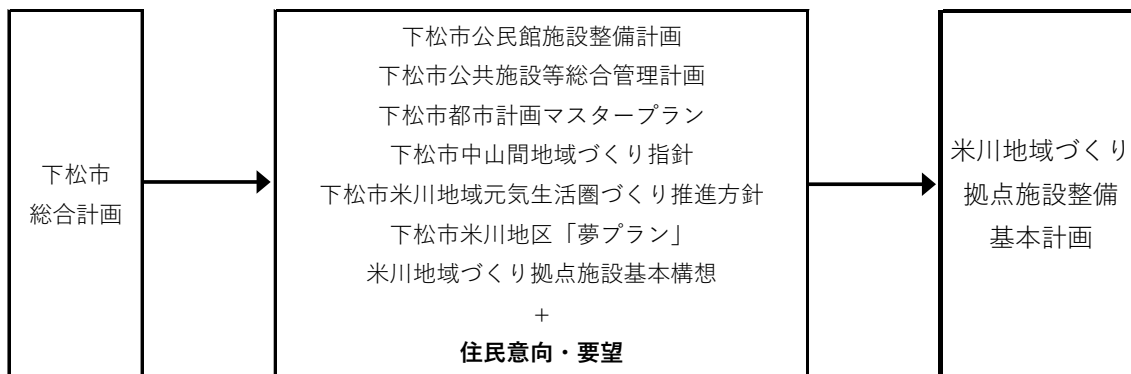 下松市
総合計画
下松市公民館施設整備計画
下松市公共施設等総合管理計画
下松市都市計画マスタープラン
下松市中山間地域づくり指針
下松市米川地域元気生活圏づくり推進方針
下松市米川地区「夢プラン」
米川地域づくり拠点施設基本構想
+
住民意向・要望
米川地域づくり
拠点施設整備
基本計画